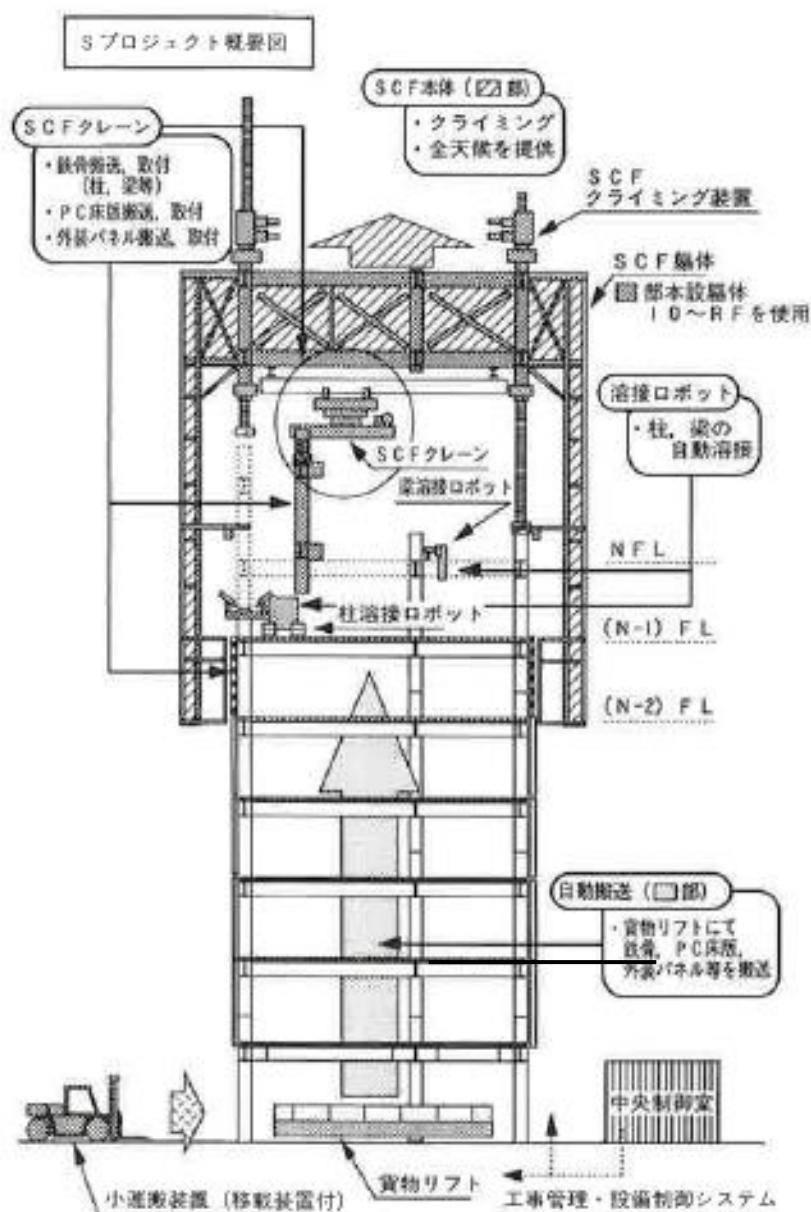 Sプロジェクト概要図
SCFクレーン
・鉄骨搬送、取付
(柱、梁等)
・PC床版搬送、取付
・外装パネル搬送、取付
SCF本体(部)
・クライミング
・全天候を提供
SCF
クライミング装置
SCF躯体
部本設躯体
10~RFを使用
溶接ロボット
・柱、梁の
自動溶接
SCFクレーン
梁溶接ロボット
柱溶接ロボット
NFL
(N-1) FL
(N-2) FL
自動搬送(部)
・貨物リフトにて
鉄骨、PC床版、
外装パネル等を搬送
中央制御室
小運搬装置(移載装置付)
貨物リフト
工事管理・設備制御システム